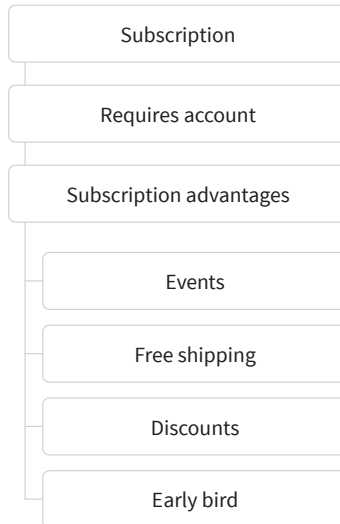 Subscription
Requires account
Subscription advantages
Events
Free shipping
Discounts
Early bird